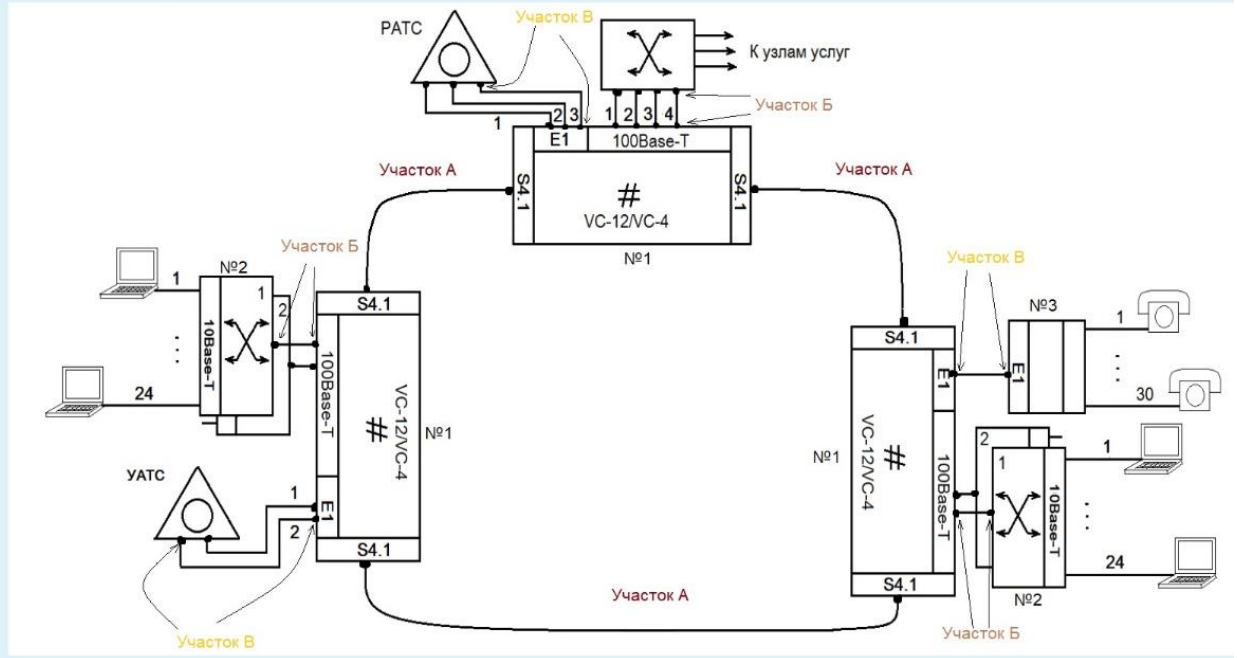 РАТС
Участок В
К узлам услуг
Участок Б
1
2
3
1
2
3
4
E1
100Base-T
S4.1
#
VC-12/VC-4
S4.1
№1
Участок А
Участок А
Участок Б
№2
1
1
2
10Base-T
. . .
24
S4.1
100Base-T
#
VC-12/VC-4
№1
E1
S4.1
УАТС
1
2
Участок В
Участок А
Участок В
№3
E1
1
. . .
30
S4.1
E1
№1
VC-12/VC-4
#
100Base-T
S4.1
2
1
10Base-T
1
. . .
24
№2
Участок Б